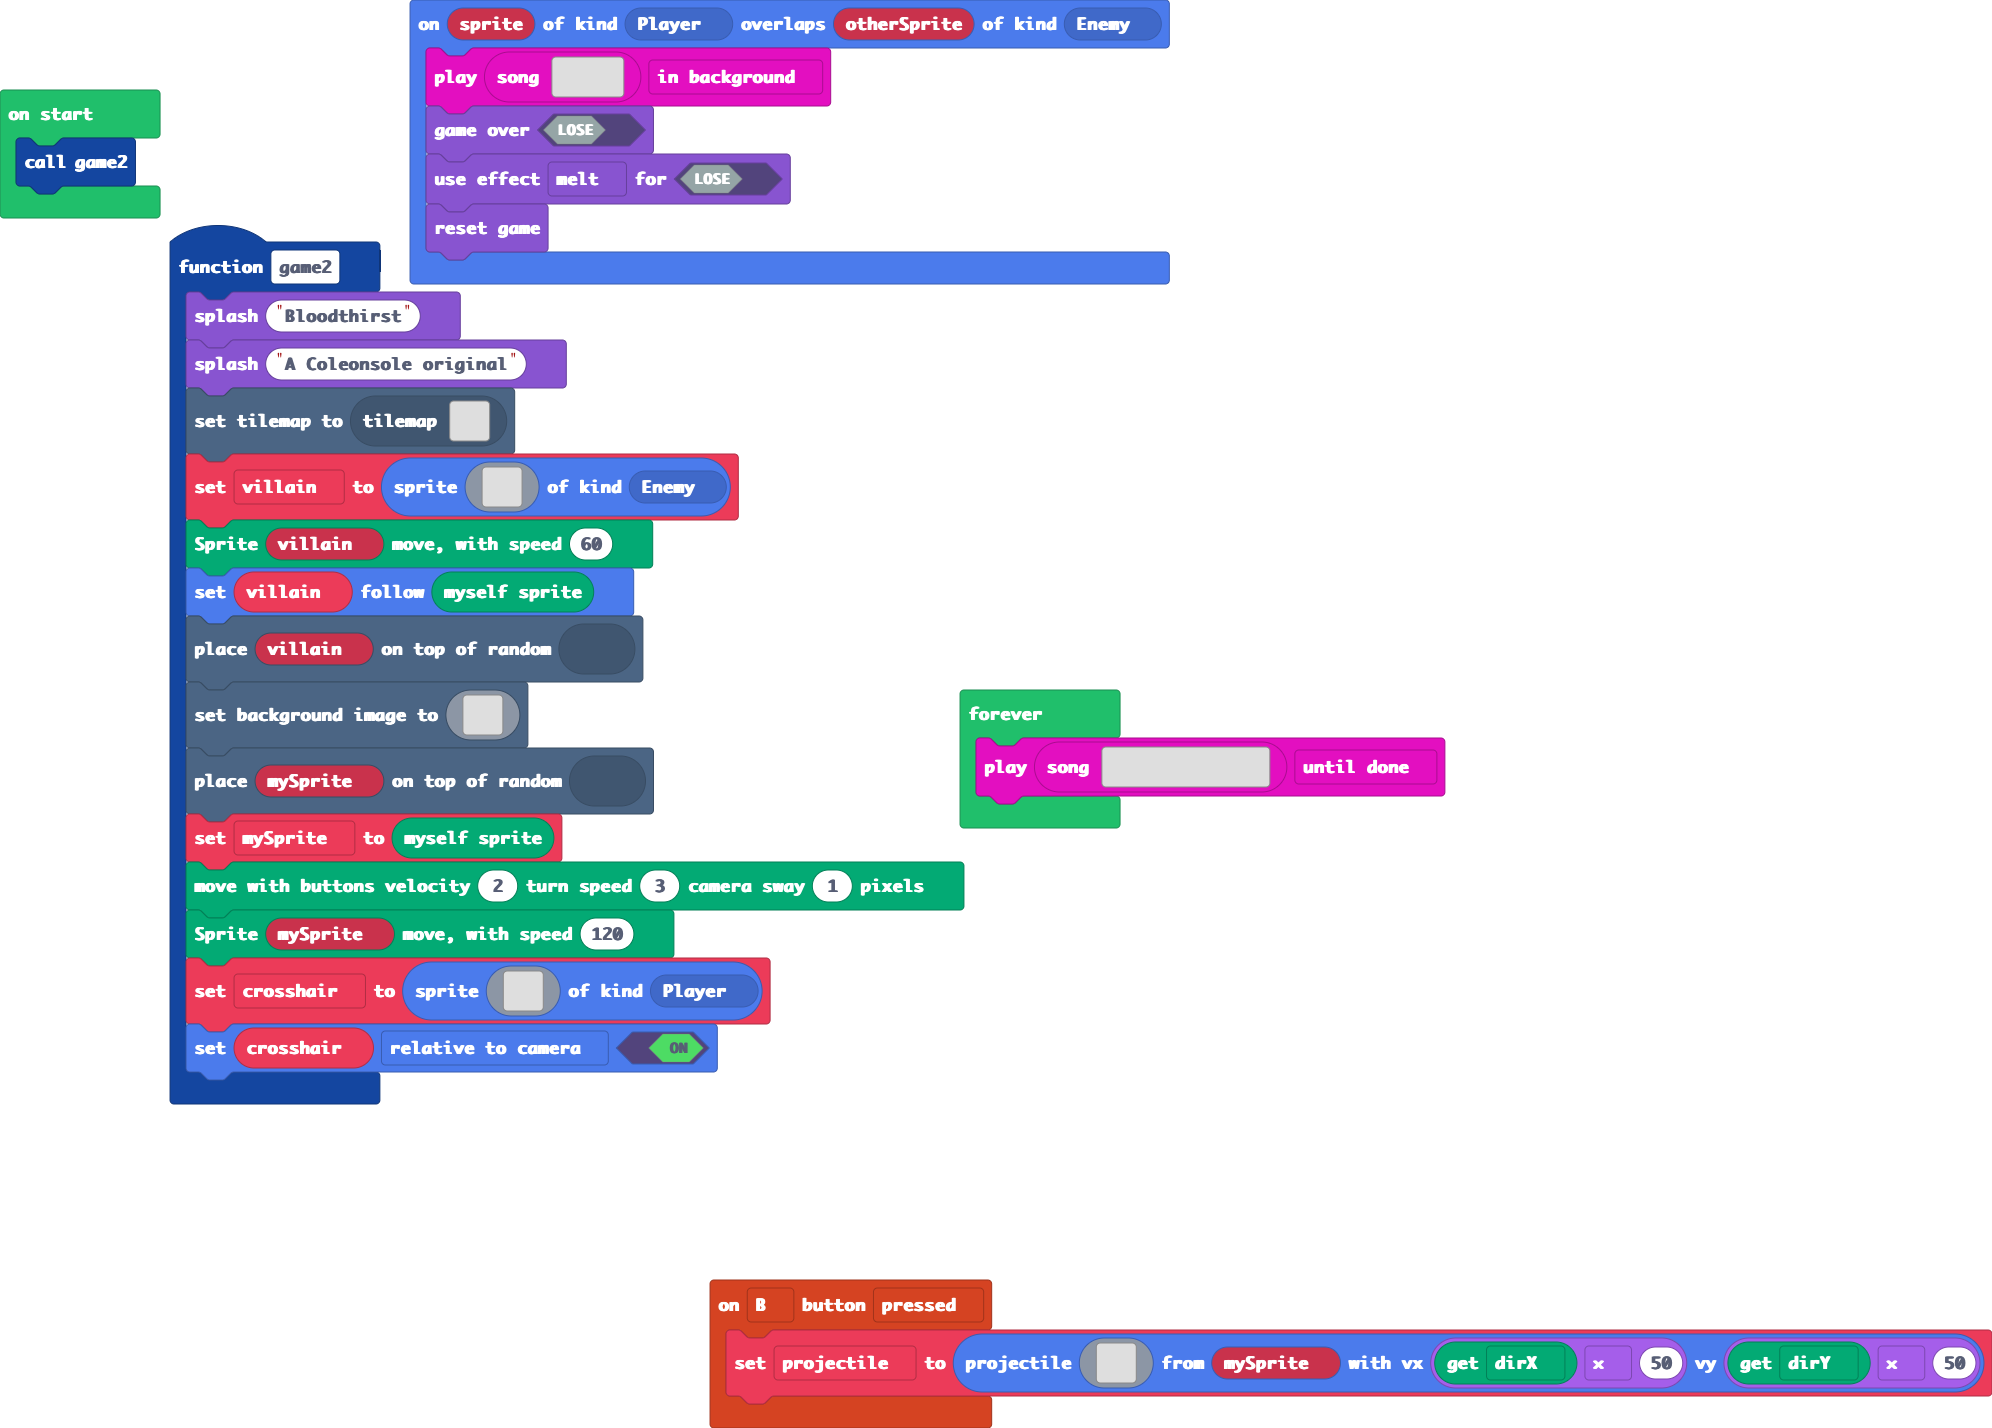 on sprite of kind Player overlaps otherSprite of kind Enemy
play song in background
game over LOSE
use effect melt for LOSE
reset game
on start
call game2
function game2
splash "Bloodthirst"
splash "A Coleonsole original"
set tilemap to tilemap
set villain to sprite of kind Enemy
Sprite villain move, with speed 60
set villain follow myself sprite
place villain on top of random
set background image to
place mySprite on top of random
set mySprite to myself sprite
move with buttons velocity 2 turn speed 3 camera sway 1 pixels
Sprite mySprite move, with speed 120
set crosshair to sprite of kind Player
set crosshair relative to camera ON
forever
play song until done
on B button pressed
set projectile to projectile from mySprite with vx get dirX x 50 vy get dirY x 50